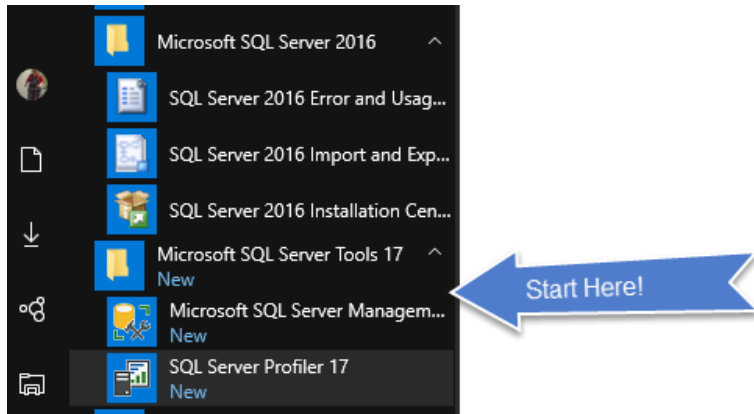 Microsoft SQL Server 2016
SQL Server 2016 Error and Usag...
SQL Server 2016 Import and Exp...
SQL Server 2016 Installation Cen...
Microsoft SQL Server Tools 17
New
Start Here!
Microsoft SQL Server Managem...
New
SQL Server Profiler 17
New